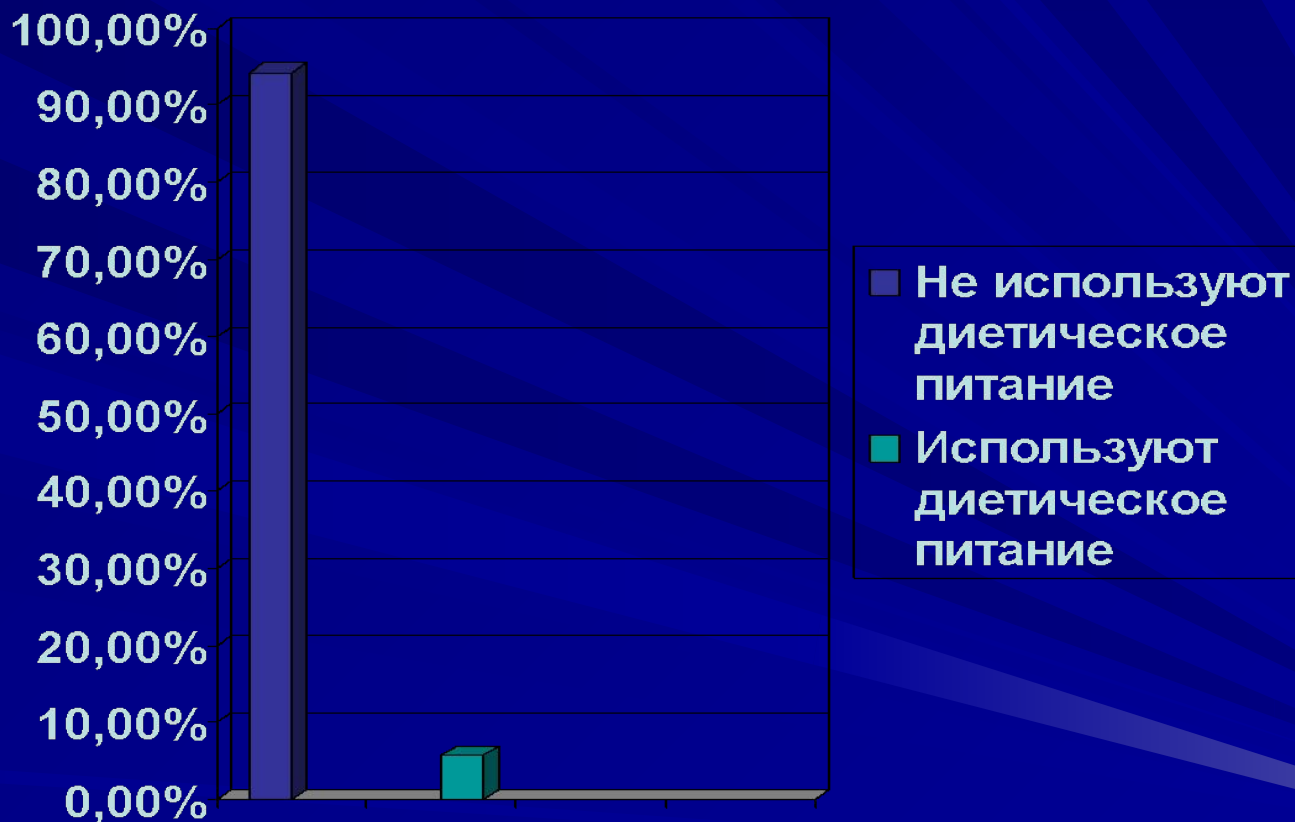 100,00%
90,00%
80,00%
70,00%
60,00%
50,00%
40,00%
30,00%
20,00%
10,00%
0,00%
Не используют
диетическое
питание
Используют
диетическое
питание